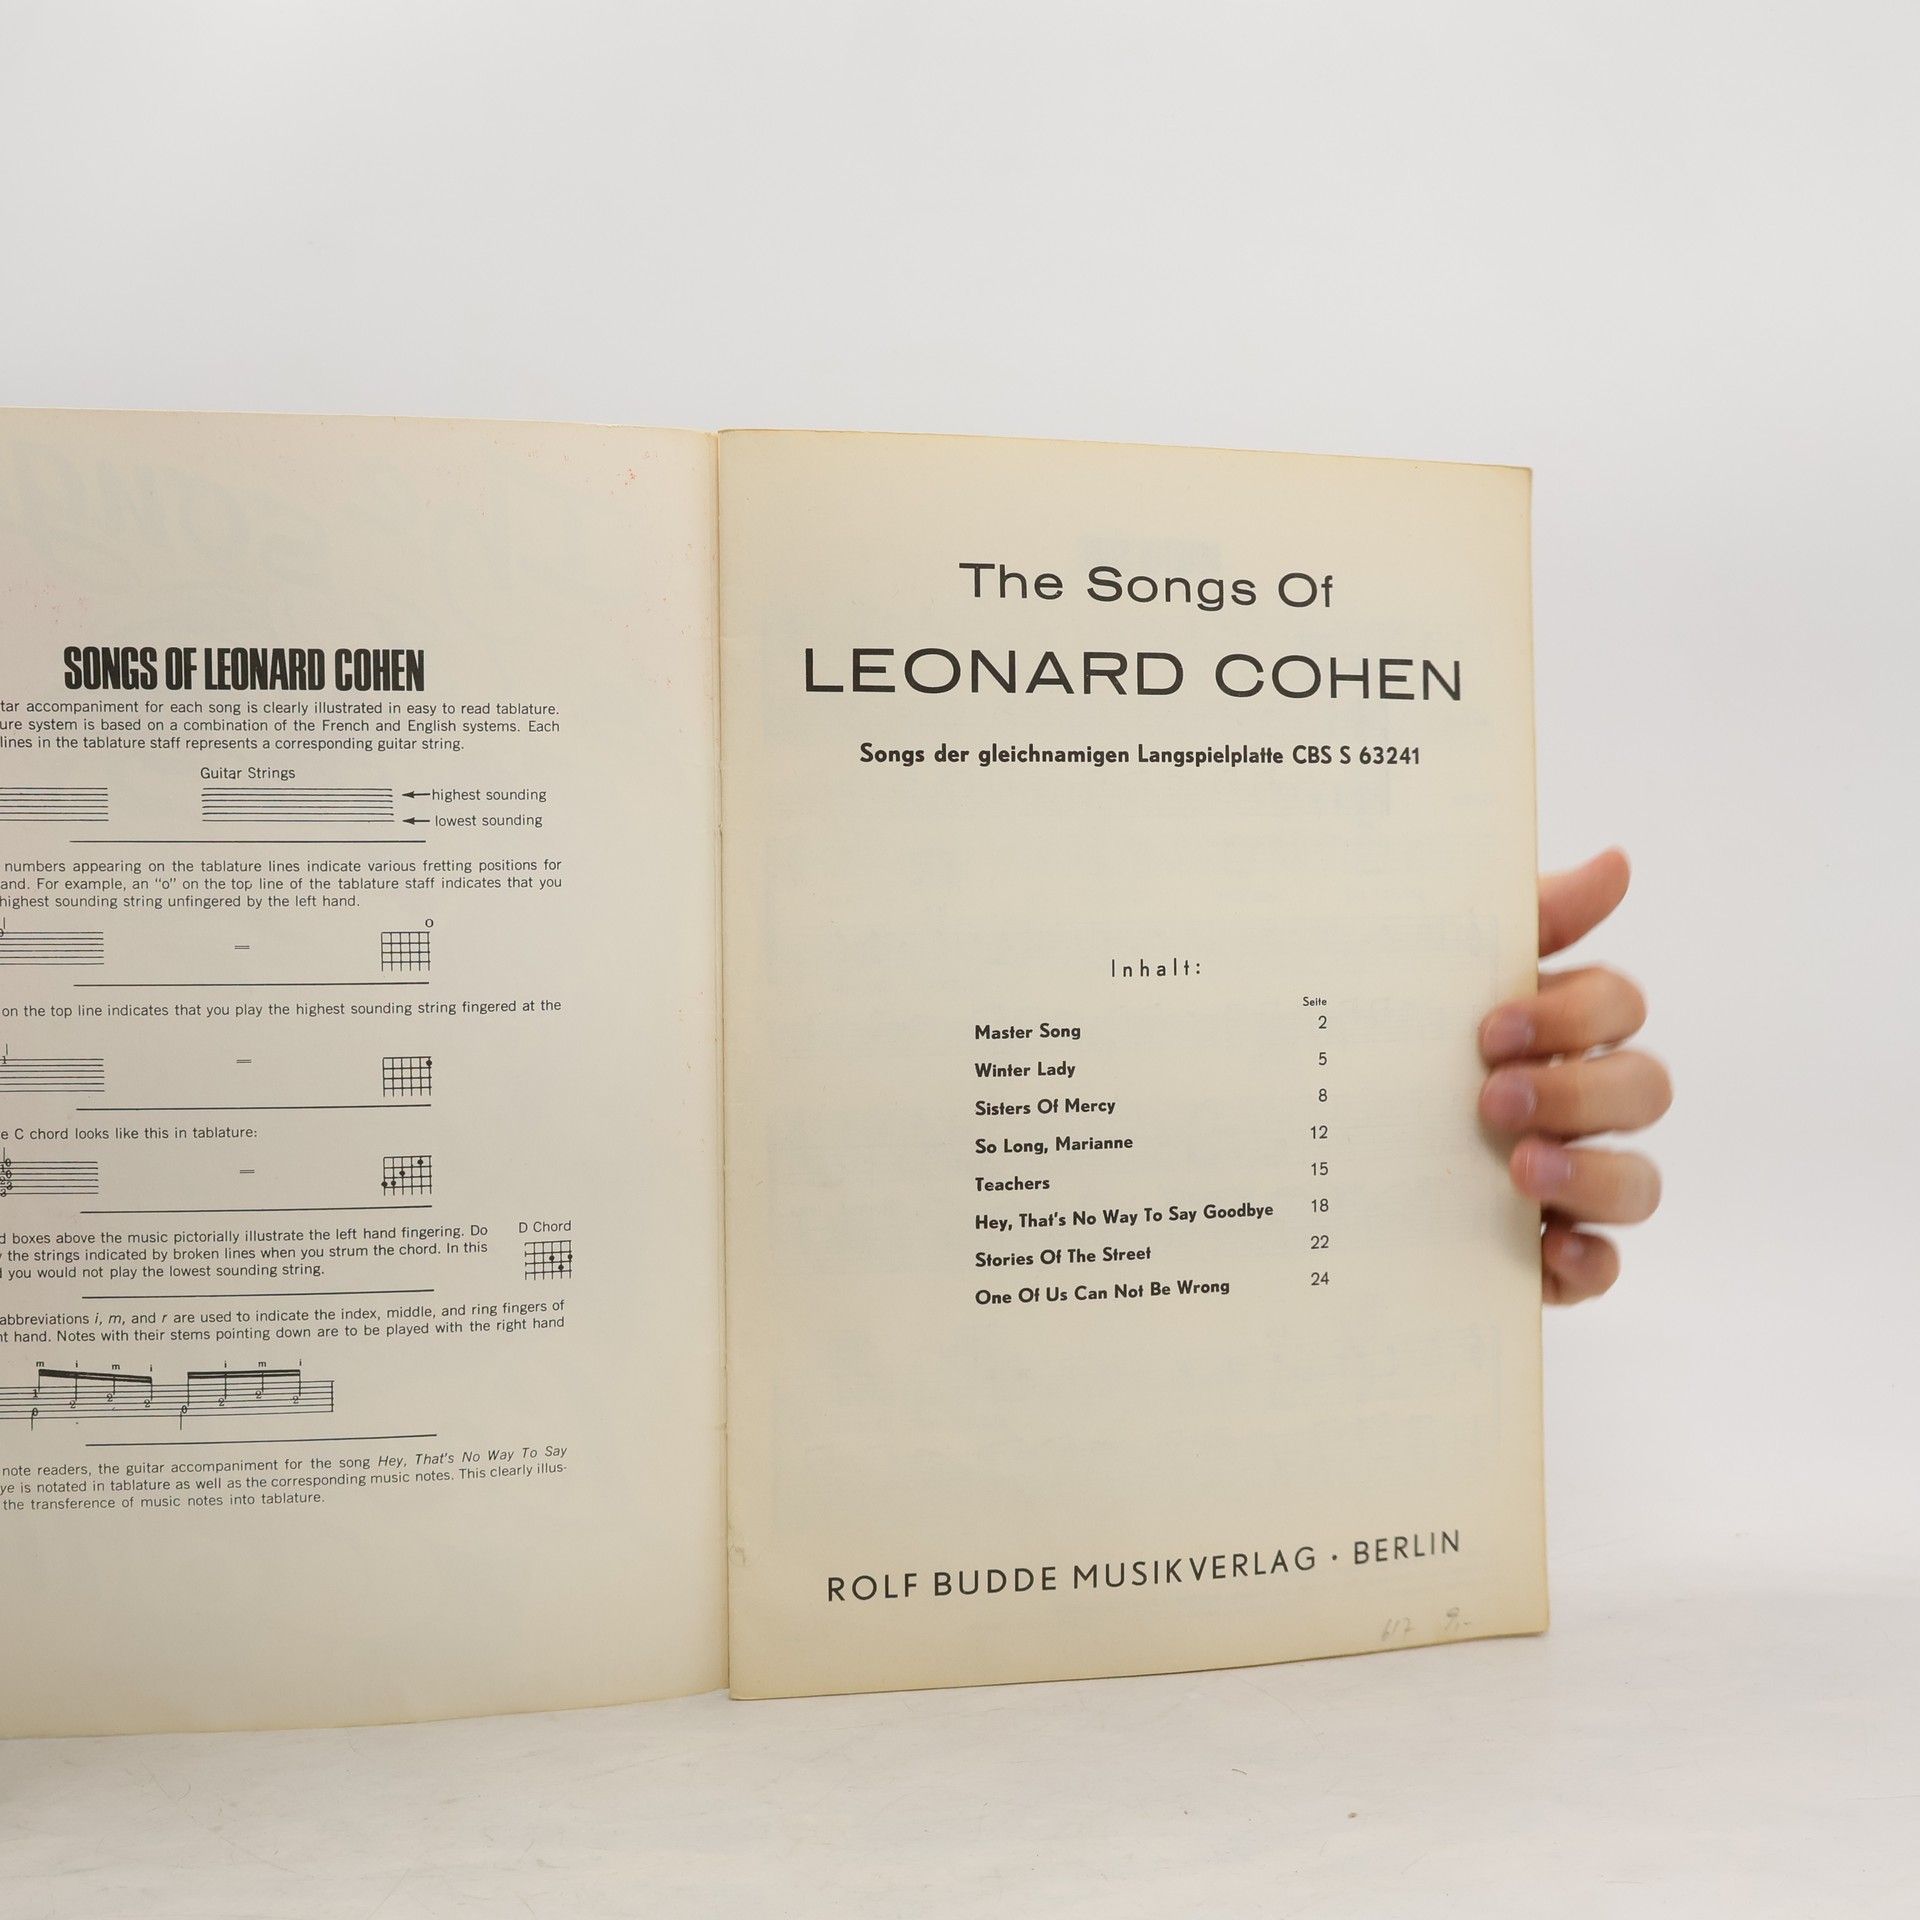 SONGS OF LEONARD COHEN
tar accompaniment for each song is clearly illustrated in easy to read tablature.
ure system is based on a combination of the French and English systems. Each
lines in the tablature staff represents a corresponding guitar string.
Guitar Strings
highest sounding
lowest sounding
numbers appearing on the tablature lines indicate various fretting positions for
and. For example, an "o" on the top line of the tablature staff indicates that you
highest sounding string unfingered by the left hand.
O
on the top line indicates that you play the highest sounding string fingered at the
e C chord looks like this in tablature:
d boxes above the music pictorially illustrate the left hand fingering. Do
the strings indicated by broken lines when you strum the chord. In this
you would not play the lowest sounding string.
D Chord
abbreviations i, m, and r are used to indicate the index, middle, and ring fingers of
ht hand. Notes with their stems pointing down are to be played with the right hand
m i m i i m i
note readers, the guitar accompaniment for the song Hey, That's No Way To Say
ye is notated in tablature as well as the corresponding music notes. This clearly illus-
the transference of music notes into tablature.
The Songs Of
LEONARD COHEN
Songs der gleichnamigen Langspielplatte CBS S 63241
Inhalt:
Seite
Master Song 2
Winter Lady 5
Sisters Of Mercy 8
So Long, Marianne 12
Teachers 15
Hey, That's No Way To Say Goodbye 18
Stories Of The Street 22
One Of Us Can Not Be Wrong 24
ROLF BUDDE MUSIKVERLAG · BERLIN